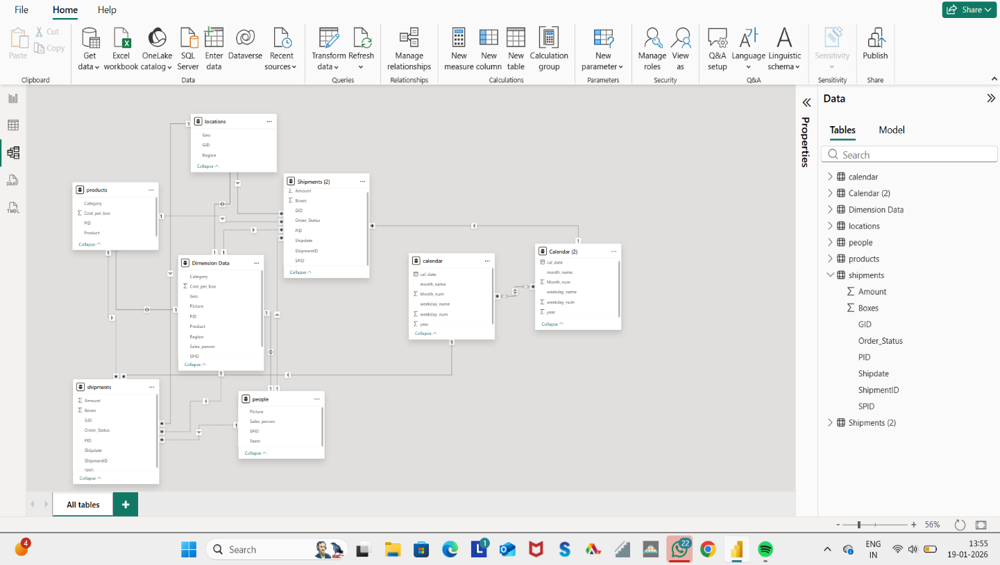 File Home Help
Share
Paste
Cut
Copy
Clipboard
Get data
Excel workbook
OneLake catalog
SQL Server
Enter data
Dataverse
Recent sources
Data
Transform data
Refresh
Queries
Manage relationships
Relationships
New measure
New column
New table
Calculation group
Calculations
New parameter
Parameters
Manage roles
View as
Security
Q&A setup
Language
Linguistic schema
Q&A
Sensitivity
Sensitivity
Publish
Share
DAX
TMDL
locations
Geo
GID
Region
Collapse
products
Category
Cost_per_box
PID
Product
Collapse
Shipments (2)
Amount
Boxes
GID
Order_Status
PID
Shipdate
ShipmentID
SPID
Collapse
Dimension Data
Category
Cost_per_box
Geo
Picture
PID
Product
Region
Sales_person
SPID
Collapse
calendar
cal_date
month_name
Month_num
weekday_name
weekday_num
year
Collapse
Calendar (2)
cal_date
month_name
Month_num
weekday_name
weekday_num
year
Collapse
shipments
Amount
Boxes
GID
Order_Status
PID
Shipdate
ShipmentID
SPID
Collapse
people
Picture
Sales_person
SPID
Team
Collapse
1
1
1
1
1
1
1
1
1
1
1
1
1
1
*
*
*
*
*
*
*
*
*
*
*
*
Properties
Data
Tables Model
Search
calendar
Calendar (2)
Dimension Data
locations
people
products
shipments
Amount
Boxes
GID
Order_Status
PID
Shipdate
ShipmentID
SPID
Shipments (2)
All tables +
- + 56%
4
Search
1
22
ENG
IN
13:55
19-01-2026